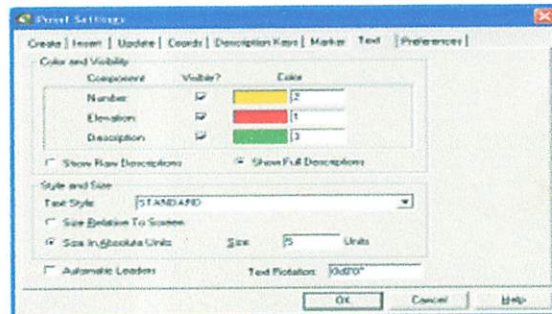 Point Settings
Create Insert Update Coords Description Keys Marker Text Preferences
Color and Visibility
Component Visible? Color
Number: 2
Elevation: 1
Description: 3
Show Raw Descriptions Show Full Descriptions
Style and Size
Text Style: STANDARD
Size Relative To Screen
Size In Absolute Units Size: 5 Units
Automatic Leaders Text Rotation: 0d0'0"
OK Cancel Help